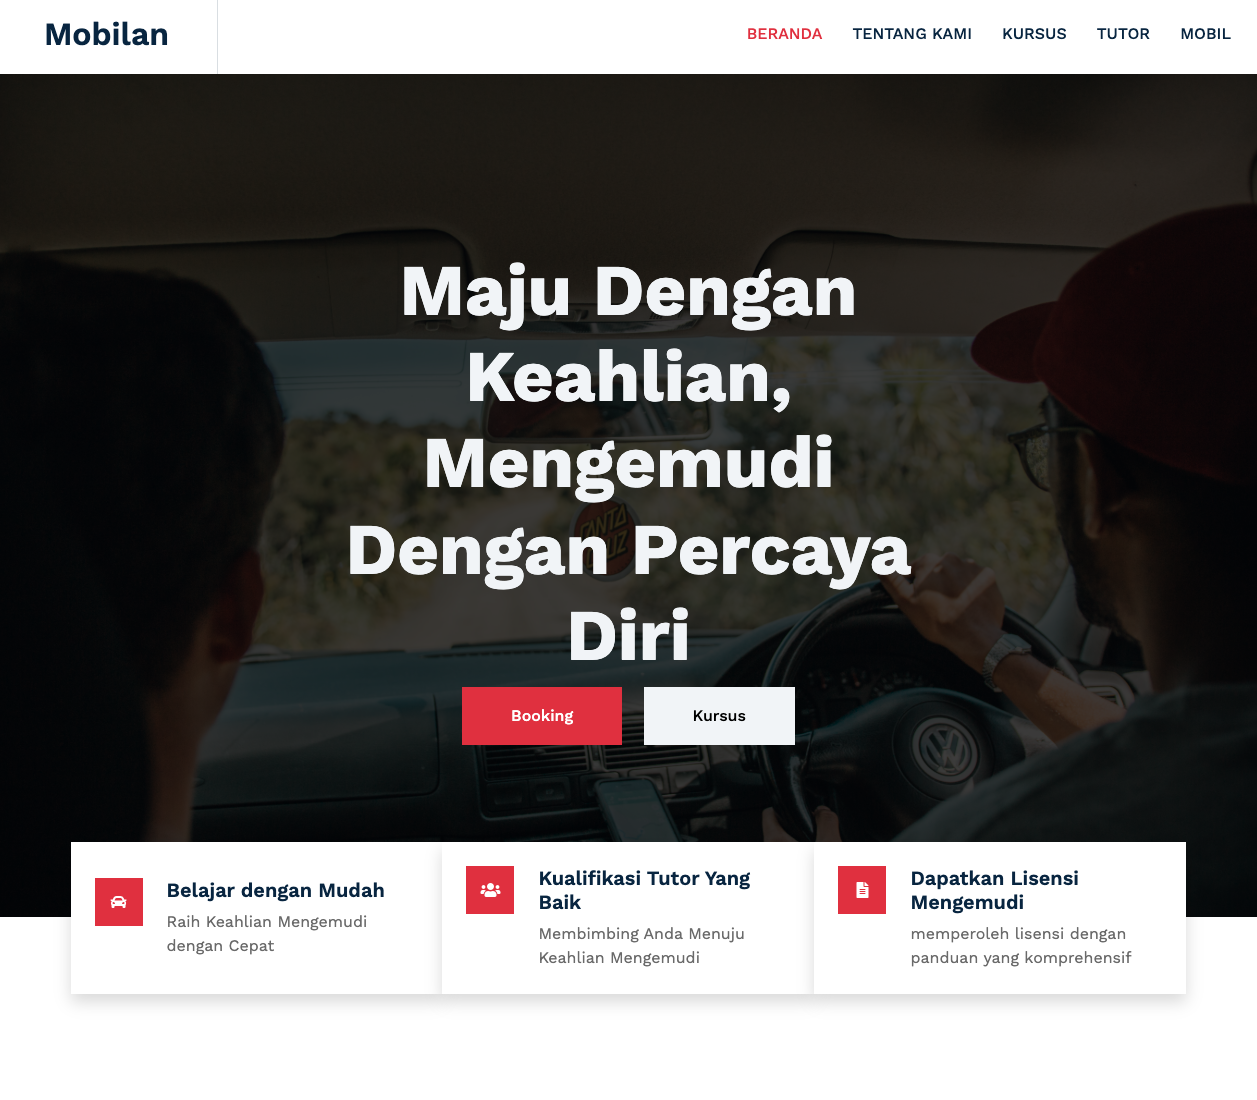 Mobilan
BERANDA
TENTANG KAMI
KURSUS
TUTOR
MOBIL
Maju Dengan
Keahlian,
Mengemudi
Dengan Percaya
Diri
Booking
Kursus
Belajar dengan Mudah
Raih Keahlian Mengemudi
dengan Cepat
Kualifikasi Tutor Yang
Baik
Membimbing Anda Menuju
Keahlian Mengemudi
Dapatkan Lisensi
Mengemudi
memperoleh lisensi dengan
panduan yang komprehensif